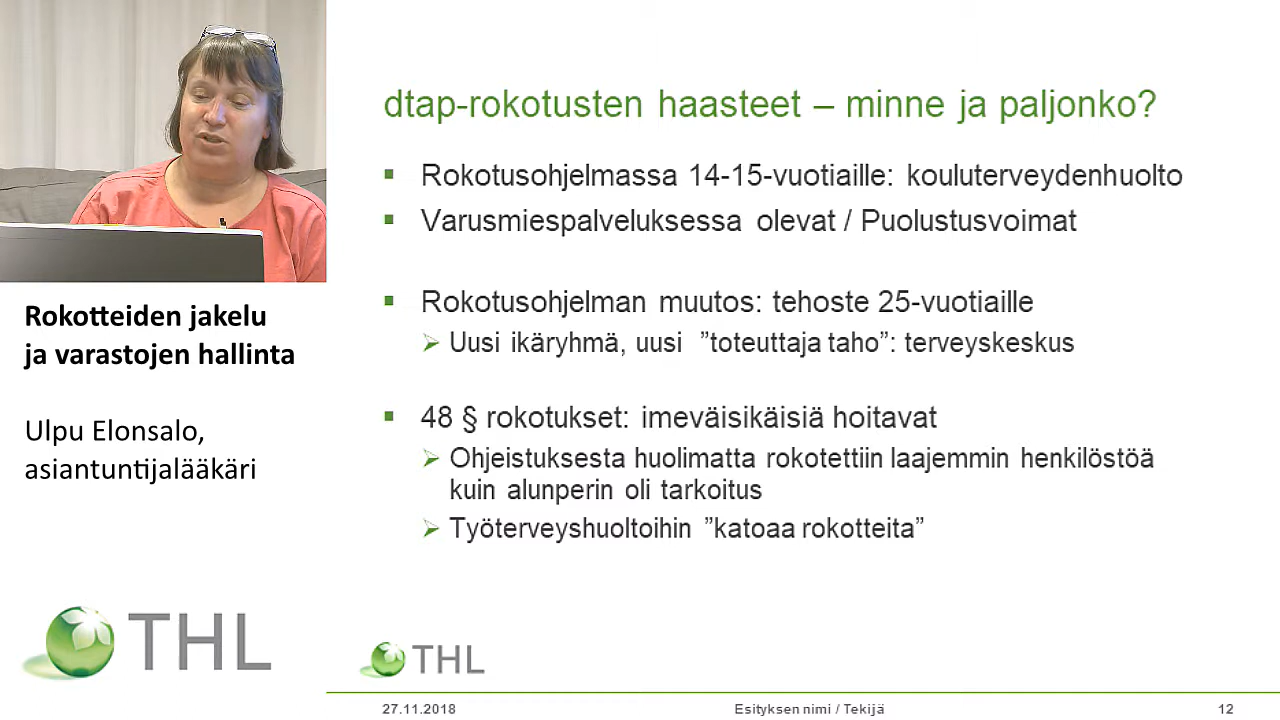 Rokotteiden jakelu
ja varastojen hallinta
Ulpu Elonsalo,
asiantuntijalääkäri
THL
dtap-rokotusten haasteet – minne ja paljonko?
Rokotusohjelmassa 14-15-vuotiaille: kouluterveydenhuolto
Varusmiespalveluksessa olevat / Puolustusvoimat
Rokotusohjelman muutos: tehoste 25-vuotiaille
Uusi ikäryhmä, uusi ”toteuttaja taho”: terveyskeskus
48 § rokotukset: imeväisikäisiä hoitavat
Ohjeistuksesta huolimatta rokotettiin laajemmin henkilöstöä
kuin alunperin oli tarkoitus
Työterveyshuoltoihin ”katoaa rokotteita”
THL
27.11.2018 Esityksen nimi / Tekijä 12